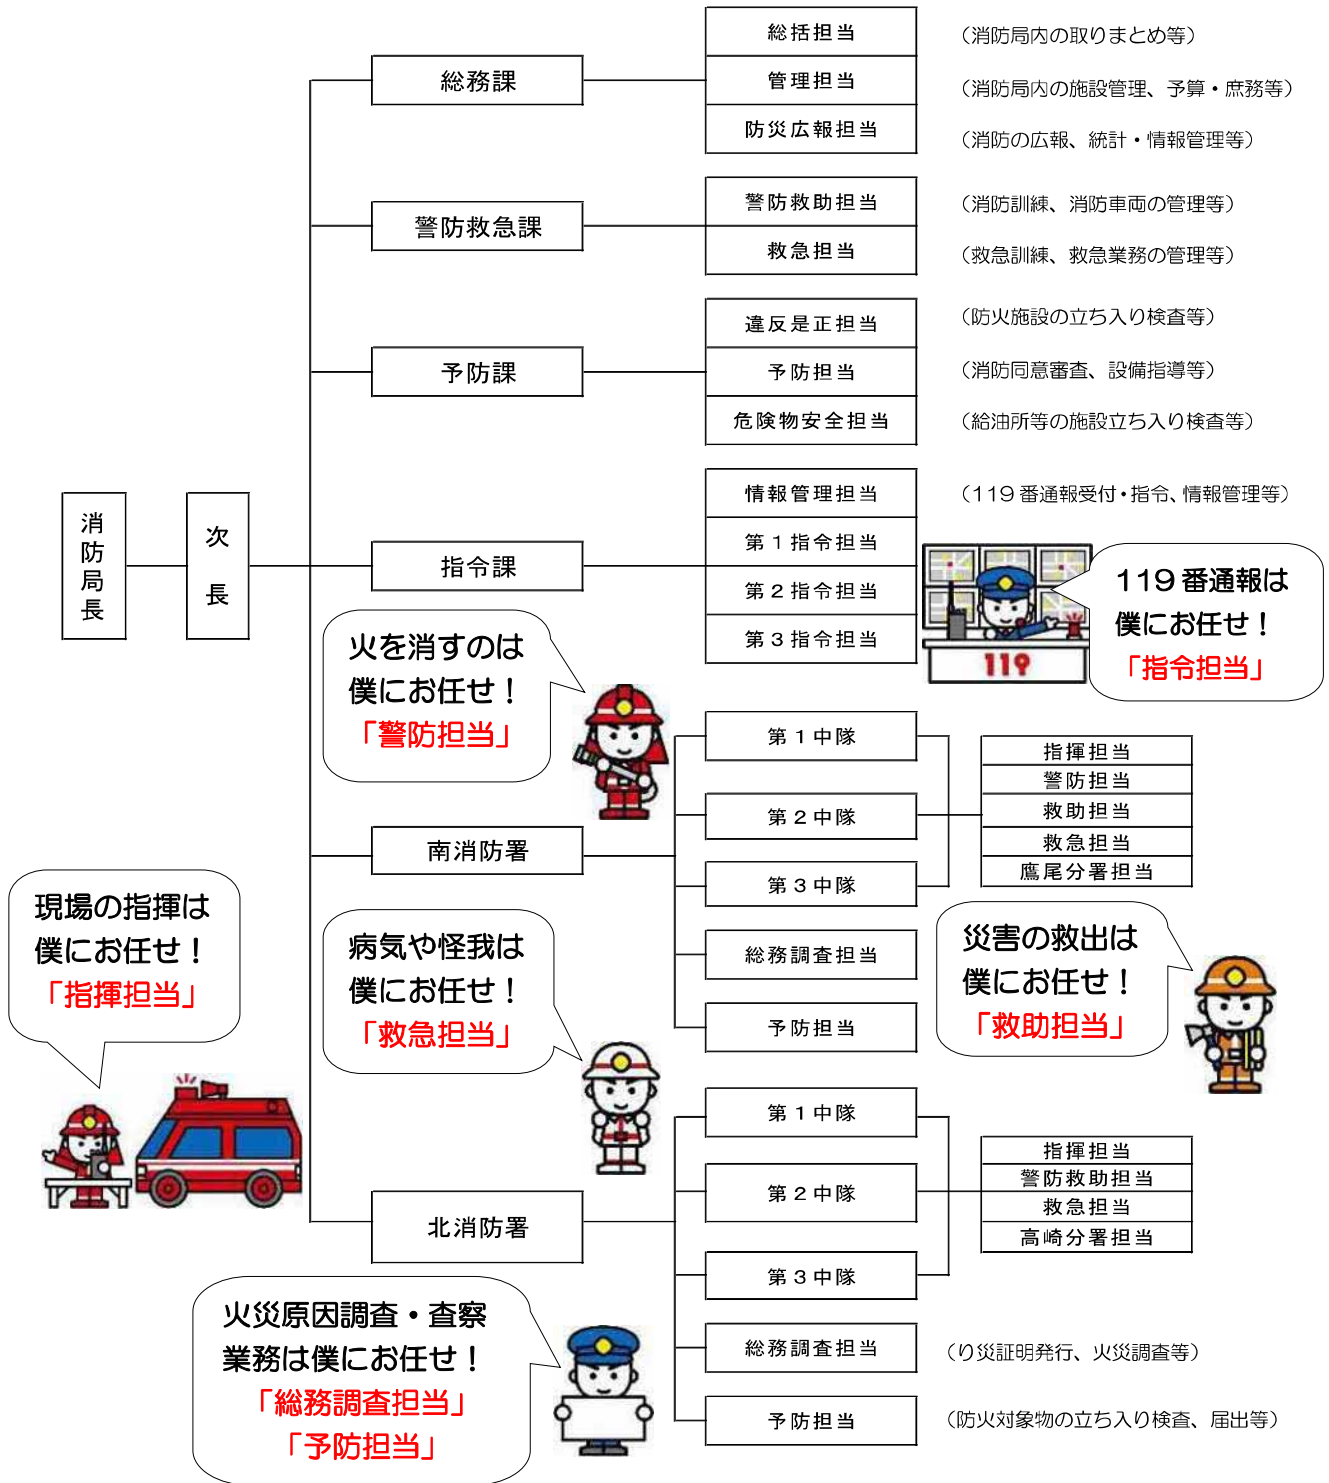 消防局長
次長
総務課
総括担当
（消防局内の取りまとめ等）
管理担当
（消防局内の施設管理、予算・庶務等）
防災広報担当
（消防の広報、統計・情報管理等）
警防救急課
警防救助担当
（消防訓練、消防車両の管理等）
救急担当
（救急訓練、救急業務の管理等）
予防課
違反是正担当
（防火施設の立ち入り検査等）
予防担当
（消防同意審査、設備指導等）
危険物安全担当
（給油所等の施設立ち入り検査等）
指令課
情報管理担当
（119番通報受付・指令、情報管理等）
第１指令担当
第２指令担当
第３指令担当
119
119番通報は
僕にお任せ！
「指令担当」
火を消すのは
僕にお任せ！
「警防担当」
南消防署
第１中隊
第２中隊
第３中隊
指揮担当
警防担当
救助担当
救急担当
鷹尾分署担当
総務調査担当
予防担当
現場の指揮は
僕にお任せ！
「指揮担当」
病気や怪我は
僕にお任せ！
「救急担当」
災害の救出は
僕にお任せ！
「救助担当」
北消防署
第１中隊
第２中隊
第３中隊
指揮担当
警防救助担当
救急担当
高崎分署担当
総務調査担当
（り災証明発行、火災調査等）
予防担当
（防火対象物の立ち入り検査、届出等）
火災原因調査・査察
業務は僕にお任せ！
「総務調査担当」
「予防担当」